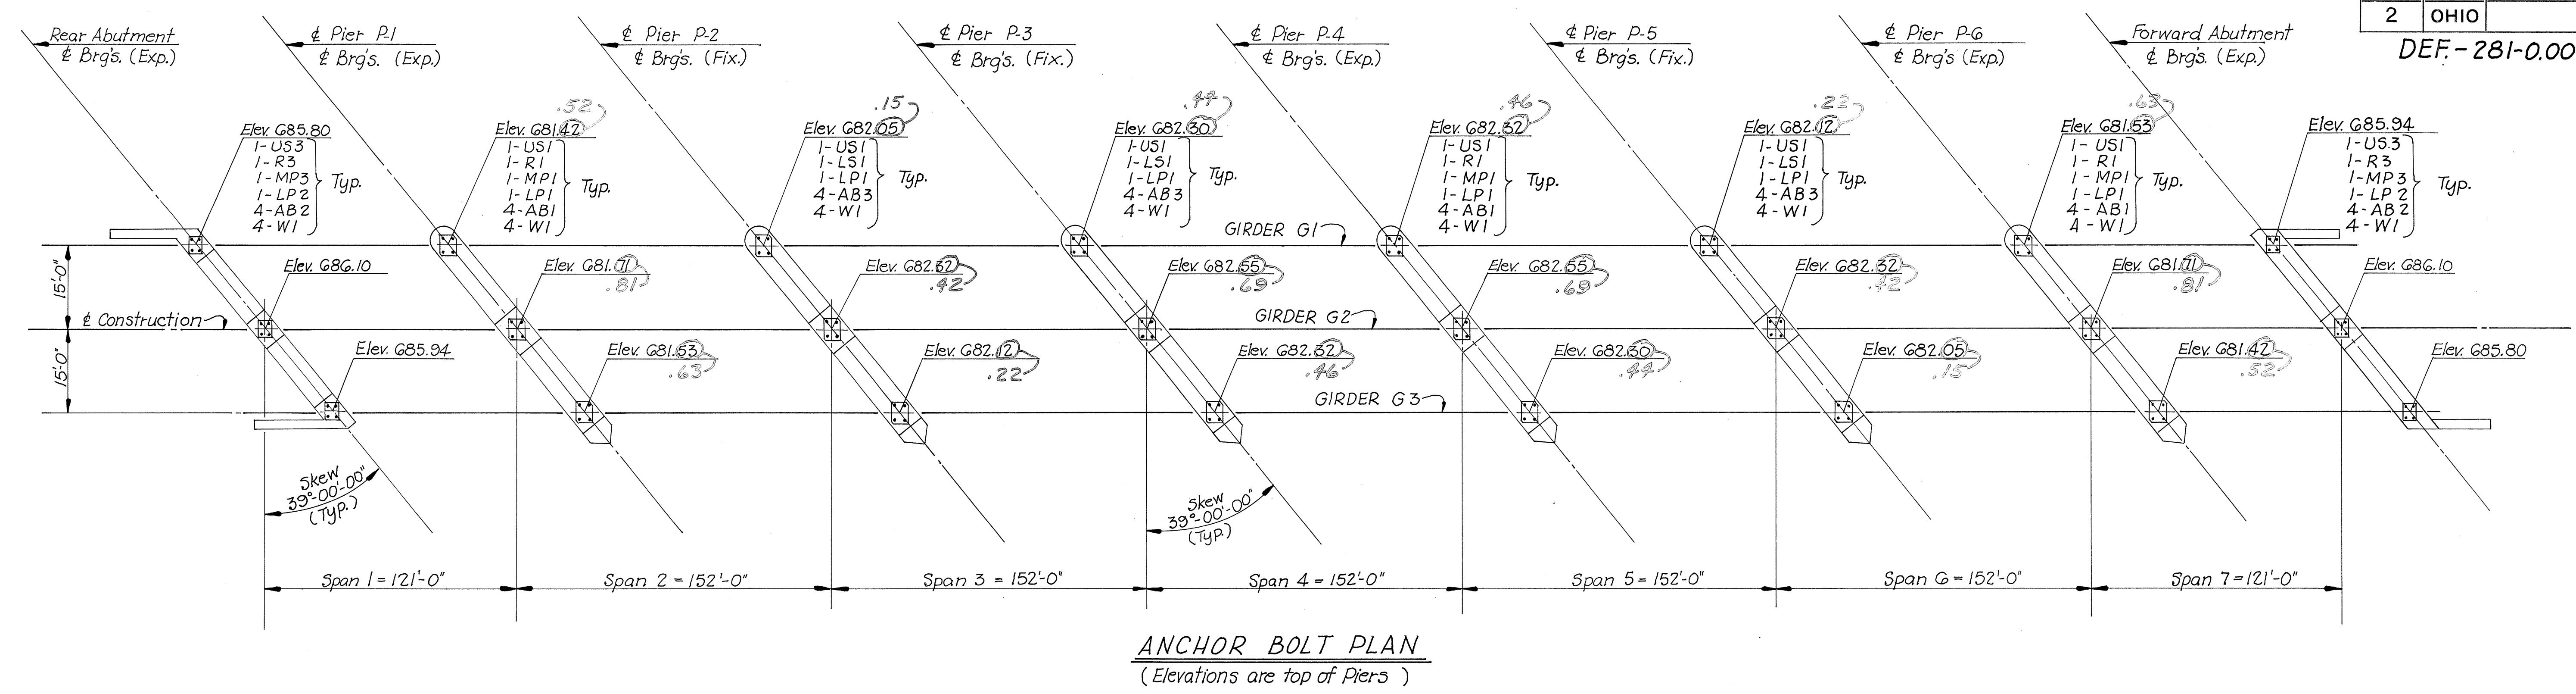 2 OHIO
DEF.-281-0.00
Rear Abutment
℄ Brg's. (Exp.)
℄ Pier P-1
℄ Brg's. (Exp.)
℄ Pier P-2
℄ Brg's. (Fix.)
℄ Pier P-3
℄ Brg's. (Fix.)
℄ Pier P-4
℄ Brg's. (Exp.)
℄ Pier P-5
℄ Brg's. (Fix.)
℄ Pier P-6
℄ Brg's (Exp.)
Forward Abutment
℄ Brg's. (Exp.)
Elev. 685.80
1-US3
1-R3
1-MP3
1-LP2
4-AB2
4-W1
Typ.
.52
Elev. 681.42
1-US1
1-R1
1-MP1
1-LP1
4-AB1
4-W1
Typ.
.15
Elev. 682.05
1-US1
1-LS1
1-LP1
4-AB3
4-W1
Typ.
.44
Elev. 682.30
1-US1
1-LS1
1-LP1
4-AB3
4-W1
Typ.
.46
Elev. 682.32
1-US1
1-R1
1-MP1
1-LP1
4-AB1
4-W1
Typ.
.22
Elev. 682.12
1-US1
1-LS1
1-LP1
4-AB3
4-W1
Typ.
.63
Elev. 681.53
1-US1
1-R1
1-MP1
1-LP1
4-AB1
4-W1
Typ.
Elev. 685.94
1-US3
1-R3
1-MP3
1-LP2
4-AB2
4-W1
Typ.
GIRDER G1
15'-0"
Elev. 686.10
Elev. 681.71
.81
Elev. 682.32
.42
Elev. 682.55
.69
Elev. 682.55
.69
Elev. 682.32
.42
Elev. 681.71
.81
Elev. 686.10
℄ Construction
GIRDER G2
15'-0"
Elev. 685.94
Elev. 681.53
.63
Elev. 682.12
.22
Elev. 682.32
.46
Elev. 682.30
.44
Elev. 682.05
.15
Elev. 681.42
.52
Elev. 685.80
GIRDER G3
Skew
39°-00'-00"
(Typ.)
Skew
39°-00'-00"
(Typ.)
Span 1 = 121'-0"
Span 2 = 152'-0"
Span 3 = 152'-0"
Span 4 = 152'-0"
Span 5 = 152'-0"
Span 6 = 152'-0"
Span 7 = 121'-0"
ANCHOR BOLT PLAN
(Elevations are top of Piers)